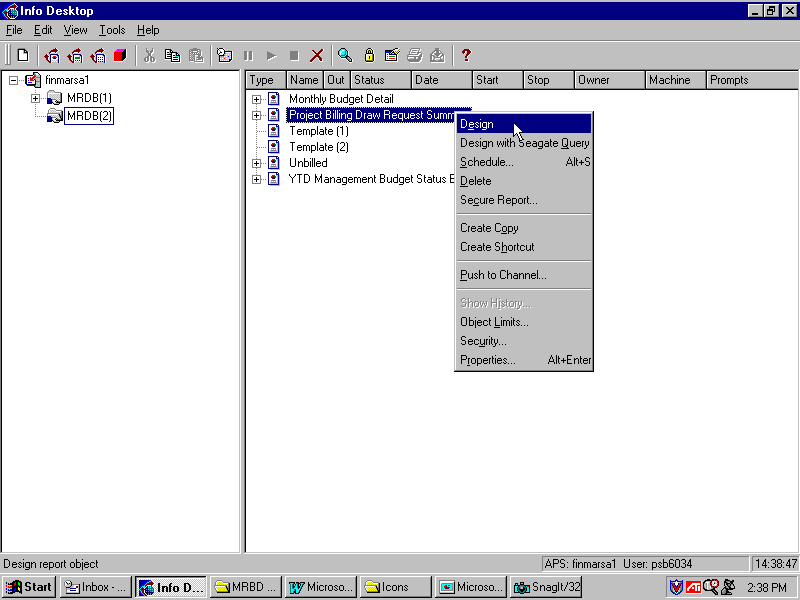 Info Desktop
File Edit View Tools Help
finmarsa1
MRDB(1)
MRDB(2)
Type Name Out Status Date Start Stop Owner Machine Prompts
Monthly Budget Detail
Project Billing Draw Request Summ
Template (1)
Template (2)
Unbilled
YTD Management Budget Status
Design
Design with Seagate Query
Schedule... Alt+S
Delete
Secure Report...
Create Copy
Create Shortcut
Push to Channel...
Show History...
Object Limits...
Security...
Properties... Alt+Enter
Design report object
APS: finmarsa1 User: psb6034
14:38:47
Start Inbox - ... Info D... MRBD ... Microso... Icons Microso... SnagIt/32 2:38 PM